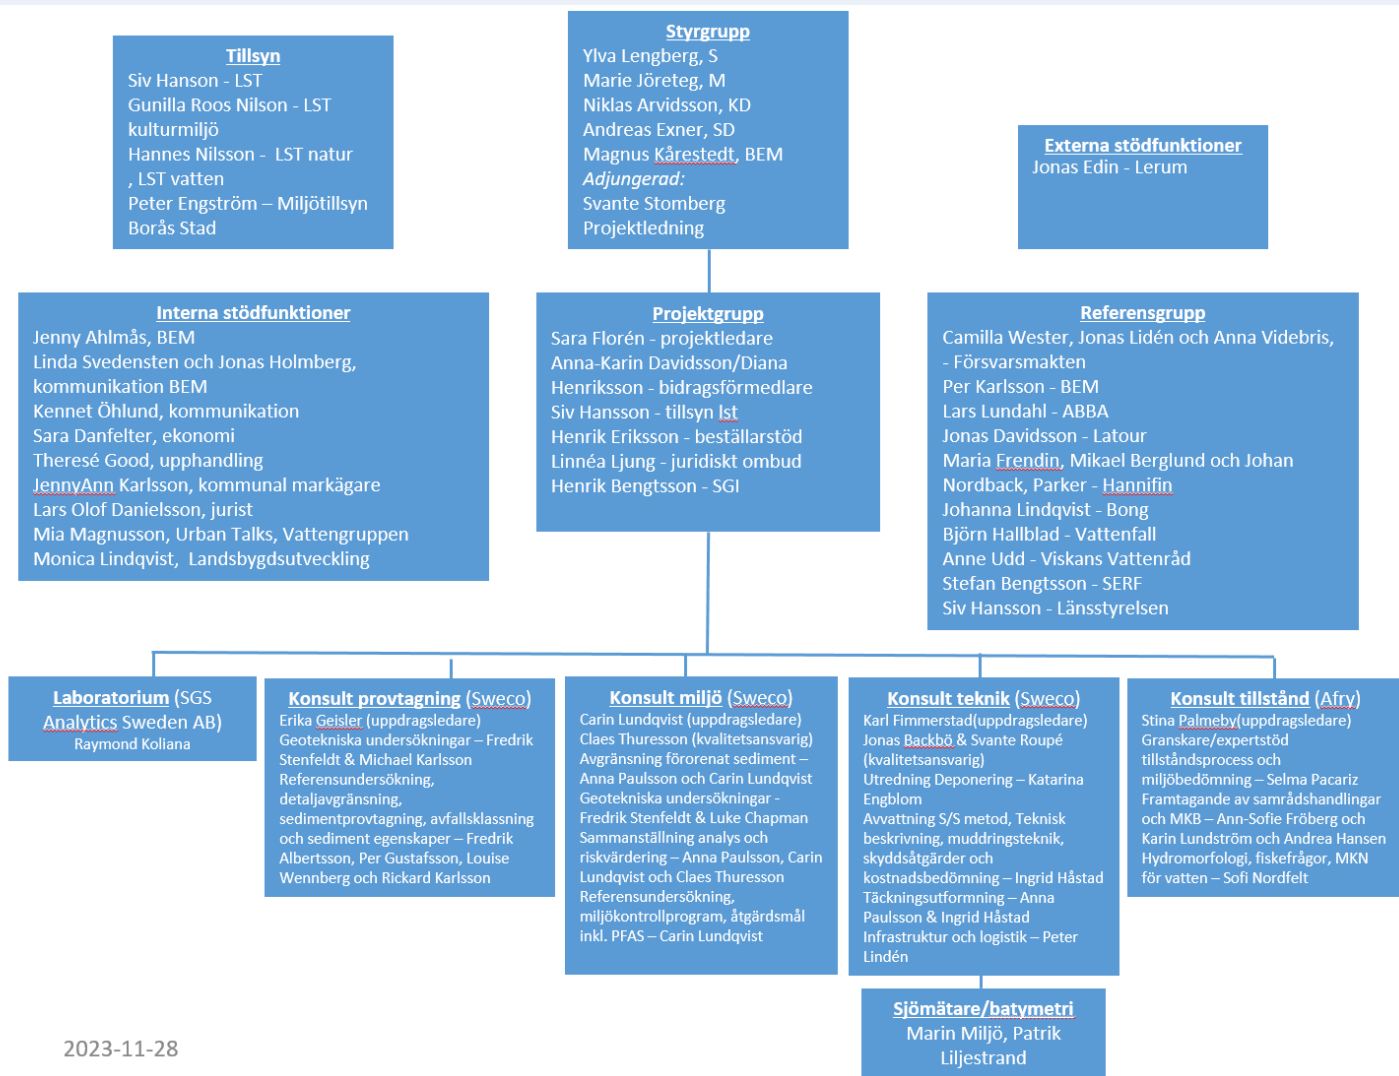 Tillsyn
Siv Hanson - LST
Gunilla Roos Nilson - LST
kulturmiljö
Hannes Nilsson -  LST natur
, LST vatten
Peter Engström – Miljötillsyn
Borås Stad
Styrgrupp
Ylva Lengberg, S
Marie Jöreteg, M
Niklas Arvidsson, KD
Andreas Exner, SD
Magnus Kårestedt, BEM
Adjungerad:
Svante Stomberg
Projektledning
Externa stödfunktioner
Jonas Edin - Lerum
Interna stödfunktioner
Jenny Ahlmås, BEM
Linda Svedensten och Jonas Holmberg,
kommunikation BEM
Kennet Öhlund, kommunikation
Sara Danfelter, ekonomi
Theresé Good, upphandling
JennyAnn Karlsson, kommunal markägare
Lars Olof Danielsson, jurist
Mia Magnusson, Urban Talks, Vattengruppen
Monica Lindqvist,  Landsbygdsutveckling
Projektgrupp
Sara Florén - projektledare
Anna-Karin Davidsson/Diana
Henriksson - bidragsförmedlare
Siv Hansson - tillsyn lst
Henrik Eriksson - beställarstöd
Linnéa Ljung - juridiskt ombud
Henrik Bengtsson - SGI
Referensgrupp
Camilla Wester, Jonas Lidén och Anna Videbris,
- Försvarsmakten
Per Karlsson - BEM
Lars Lundahl - ABBA
Jonas Davidsson - Latour
Maria Frendin, Mikael Berglund och Johan
Nordback, Parker - Hannifin
Johanna Lindqvist - Bong
Björn Hallblad - Vattenfall
Anne Udd - Viskans Vattenråd
Stefan Bengtsson - SERF
Siv Hansson - Länsstyrelsen
Laboratorium (SGS
Analytics Sweden AB)
Raymond Koliana
Konsult provtagning (Sweco)
Erika Geisler (uppdragsledare)
Geotekniska undersökningar – Fredrik
Stenfeldt & Michael Karlsson
Referensundersökning,
detaljavgränsning,
sedimentprovtagning, avfallsklassning
och sediment egenskaper – Fredrik
Albertsson, Per Gustafsson, Louise
Wennberg och Rickard Karlsson
Konsult miljö (Sweco)
Carin Lundqvist (uppdragsledare)
Claes Thuresson (kvalitetsansvarig)
Avgränsning förorenat sediment –
Anna Paulsson och Carin Lundqvist
Geotekniska undersökningar -
Fredrik Stenfeldt & Luke Chapman
Sammanställning analys och
riskvärdering – Anna Paulsson, Carin
Lundqvist och Claes Thuresson
Referensundersökning,
miljökontrollprogram, åtgärdsmål
inkl. PFAS – Carin Lundqvist
Konsult teknik (Sweco)
Karl Fimmerstad(uppdragsledare)
Jonas Backbö & Svante Roupé
(kvalitetsansvarig)
Utredning Deponering – Katarina
Engblom
Avvattning S/S metod, Teknisk
beskrivning, muddringsteknik,
skyddsåtgärder och
kostnadsbedömning – Ingrid Håstad
Täckningsutformning – Anna
Paulsson & Ingrid Håstad
Infrastruktur och logistik – Peter
Lindén
Konsult tillstånd (Afry)
Stina Palmeby(uppdragsledare)
Granskare/expertstöd
tillståndsprocess och
miljöbedömning – Selma Pacariz
Framtagande av samrådshandlingar
och MKB – Ann-Sofie Fröberg och
Karin Lundström och Andrea Hansen
Hydromorfologi, fiskefrågor, MKN
för vatten – Sofi Nordfelt
Sjömätare/batymetri
Marin Miljö, Patrik
Liljestrand
2023-11-28